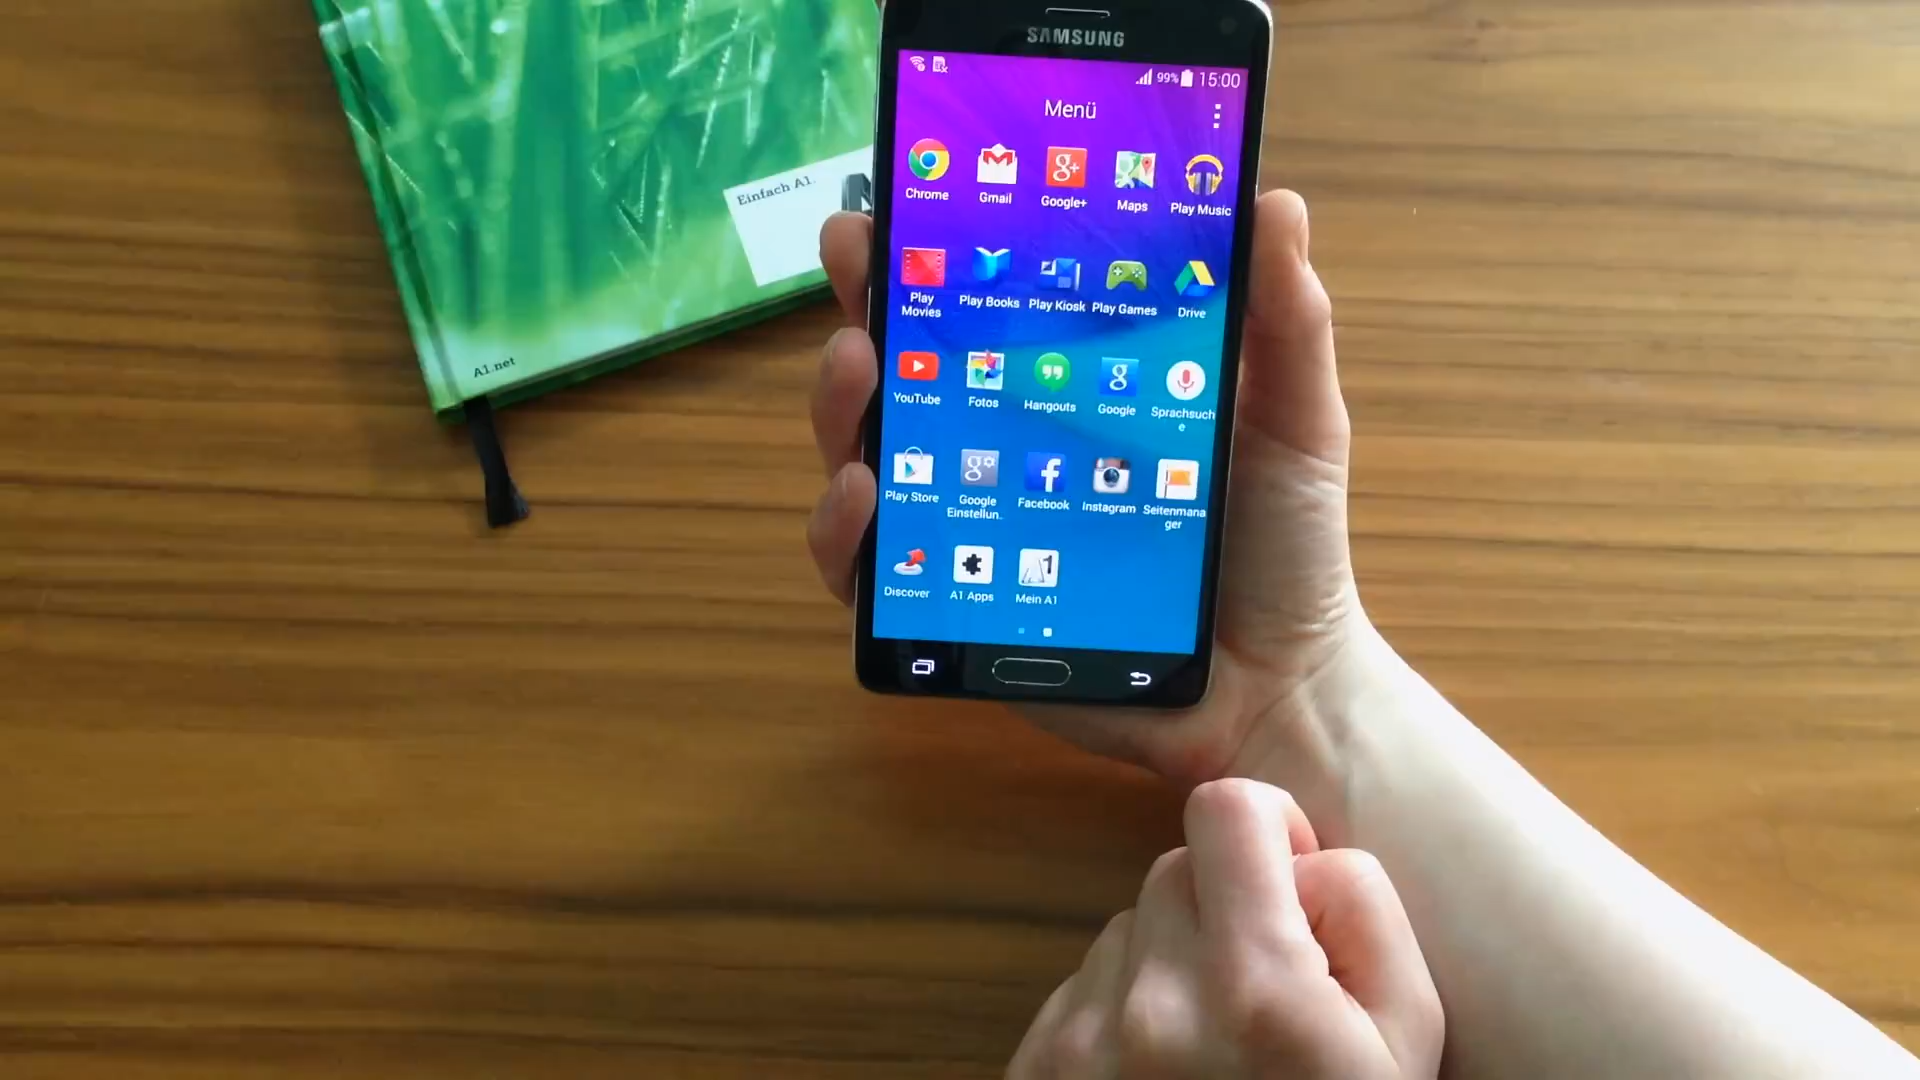 SAMSUNG
99% 15:00
Menü
Chrome Gmail Google+ Maps Play Music
Play Movies Play Books Play Kiosk Play Games Drive
YouTube Fotos Hangouts Google Sprachsuch
e
Play Store Google Facebook Instagram Seitenmana
Einstellun.. ger
Discover A1 Apps Mein A1
Einfach A1.
A1.net